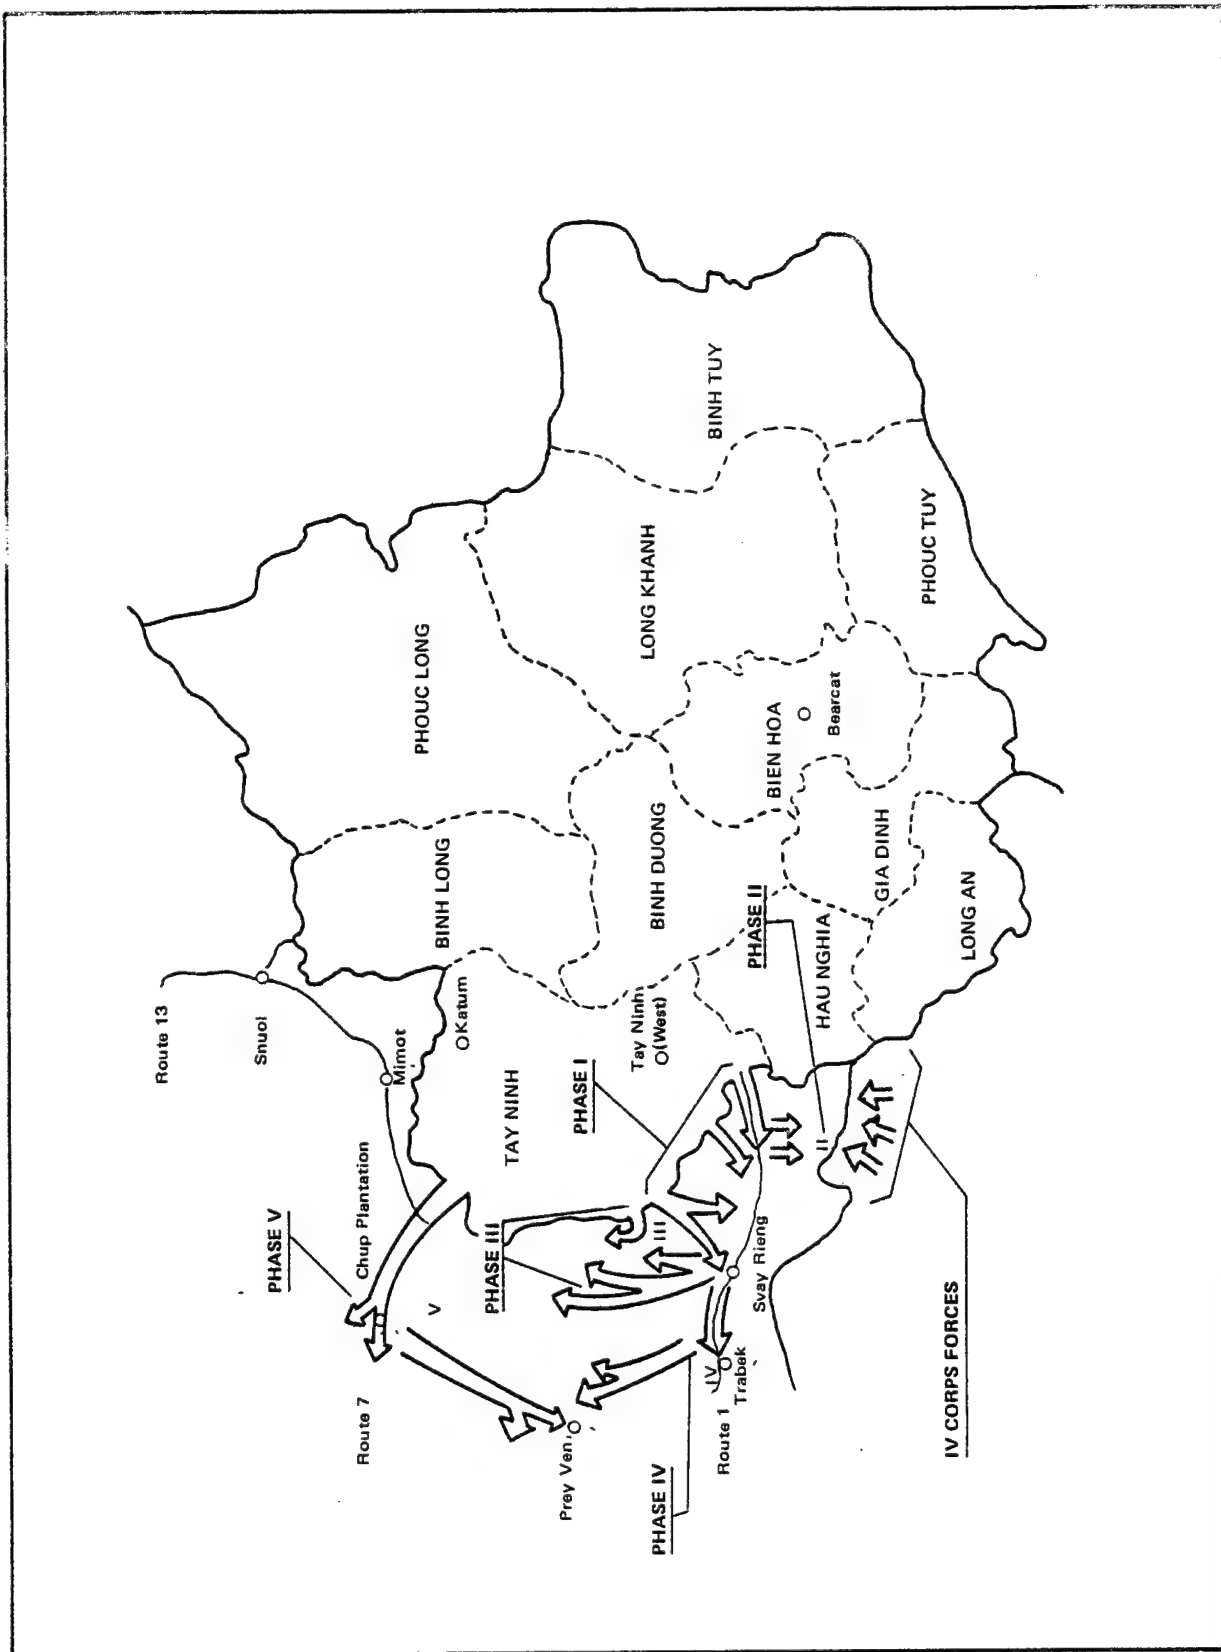 Route 13
Snuol
PHASE V
Route 7
Chup Plantation
Mimot
PHOUC LONG
V
BINH LONG
Katum
PHASE III
TAY NINH
Prey Ven,
PHASE I
Tay Ninh
(West)
LONG KHANH
III
BINH DUONG
PHASE IV
IV
BINH TUY
Route 1
Trabek
Svay Rieng
PHASE II
BIEN HOA
II
HAU NGHIA
Bearcat
GIA DINH
PHOUC TUY
IV CORPS FORCES
LONG AN